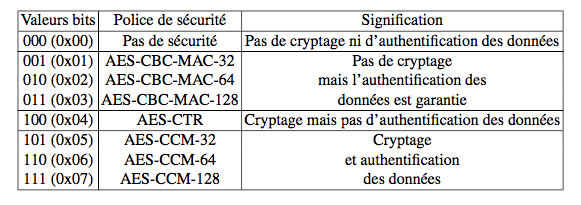 Valeurs bits Police de sécurité Signification
000 (0x00) Pas de sécurité Pas de cryptage ni d'authentification des données
001 (0x01) AES-CBC-MAC-32 Pas de cryptage
010 (0x02) AES-CBC-MAC-64 mais l'authentification des
011 (0x03) AES-CBC-MAC-128 données est garantie
100 (0x04) AES-CTR Cryptage mais pas d'authentification des données
101 (0x05) AES-CCM-32 Cryptage
110 (0x06) AES-CCM-64 et authentification
111 (0x07) AES-CCM-128 des données